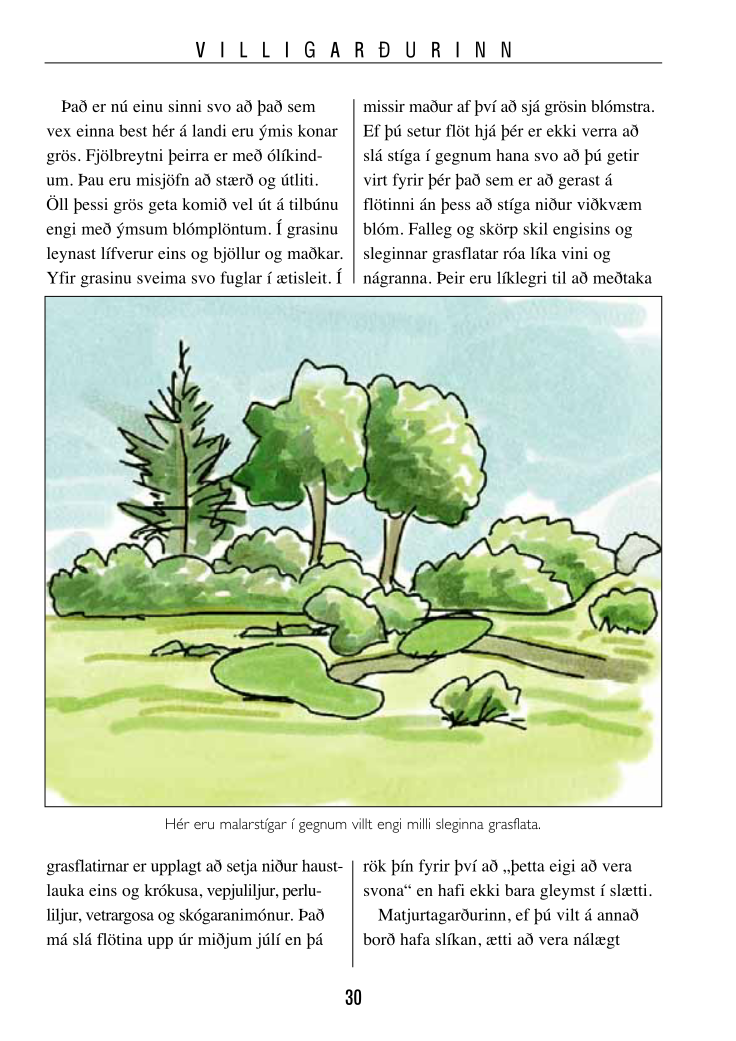 VILLIGARÐURINN
Það er nú einu sinni svo að það sem
vex einna best hér á landi eru ýmis konar
grös. Fjölbreytni þeirra er með ólíkind-
um. Þau eru misjöfn að stærð og útliti.
Öll þessi grös geta komið vel út á tilbúnu
engi með ýmsum blómplöntum. Í grasinu
leynast lífverur eins og bjöllur og maðkar.
Yfir grasinu sveima svo fuglar í ætisleit. Í
grasflatirnar er upplagt að setja niður haust-
lauka eins og krókusa, vepjuliljur, perlu-
liljur, vetrargosa og skógaranimónur. Það
má slá flötina upp úr miðjum júlí en þá
missir maður af því að sjá grösin blómstra.
Ef þú setur flöt hjá þér er ekki verra að
slá stíga í gegnum hana svo að þú getir
virt fyrir þér það sem er að gerast á
flötinni án þess að stíga niður viðkvæm
blóm. Falleg og skörp skil engisins og
sleginnar grasflatar róa líka vini og
nágranna. Þeir eru líklegri til að meðtaka
rök þín fyrir því að „þetta eigi að vera
svona“ en hafi ekki bara gleymst í slætti.
Matjurtagarðurinn, ef þú vilt á annað
borð hafa slíkan, ætti að vera nálægt
Hér eru malarstígar í gegnum villt engi milli sleginna grasflata.
30